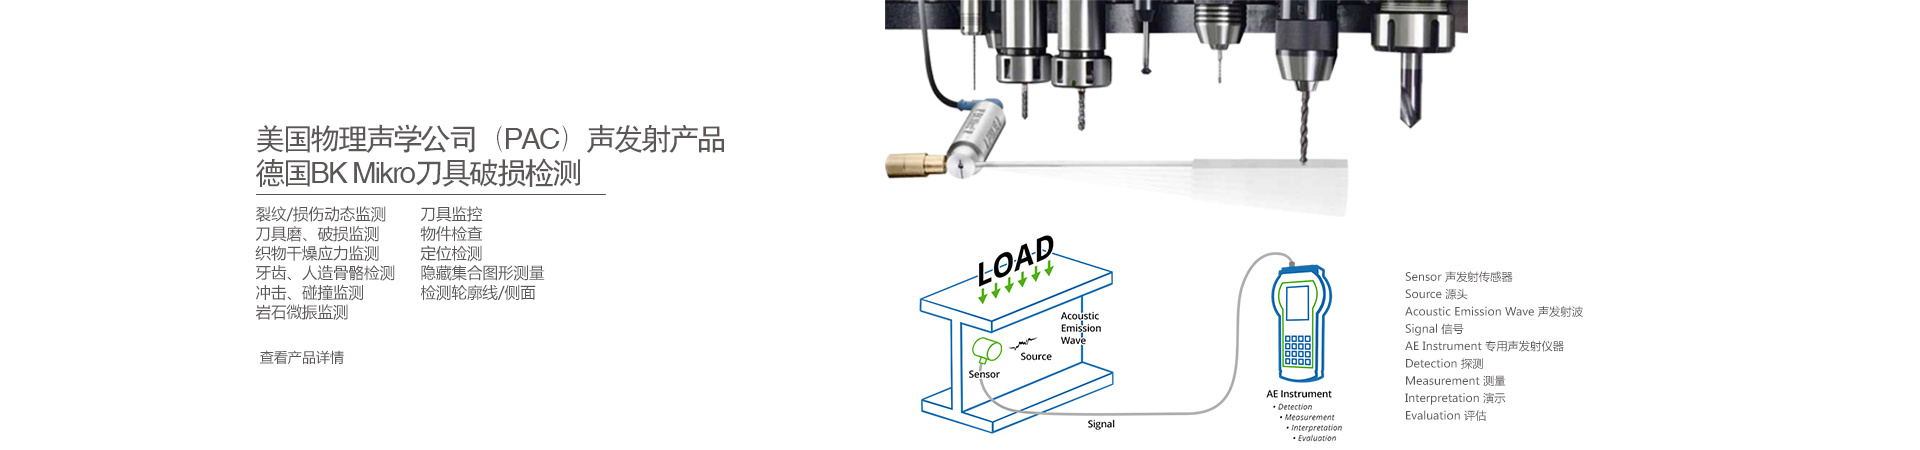 美国物理声学公司（PAC）声发射产品
德国BK Mikro刀具破损检测
裂纹/损伤动态监测
刀具磨、破损监测
织物干燥应力监测
牙齿、人造骨骼检测
冲击、碰撞监测
岩石微振监测
刀具监控
物件检查
定位检测
隐藏集合图形测量
检测轮廓线/侧面
查看产品详情
LOAD
Acoustic
Emission
Wave
Source
Sensor
Signal
AE Instrument
• Detection
• Measurement
• Interpretation
• Evaluation
Sensor 声发射传感器
Source 源头
Acoustic Emission Wave 声发射波
Signal 信号
AE Instrument 专用声发射仪器
Detection 探测
Measurement 测量
Interpretation 演示
Evaluation 评估